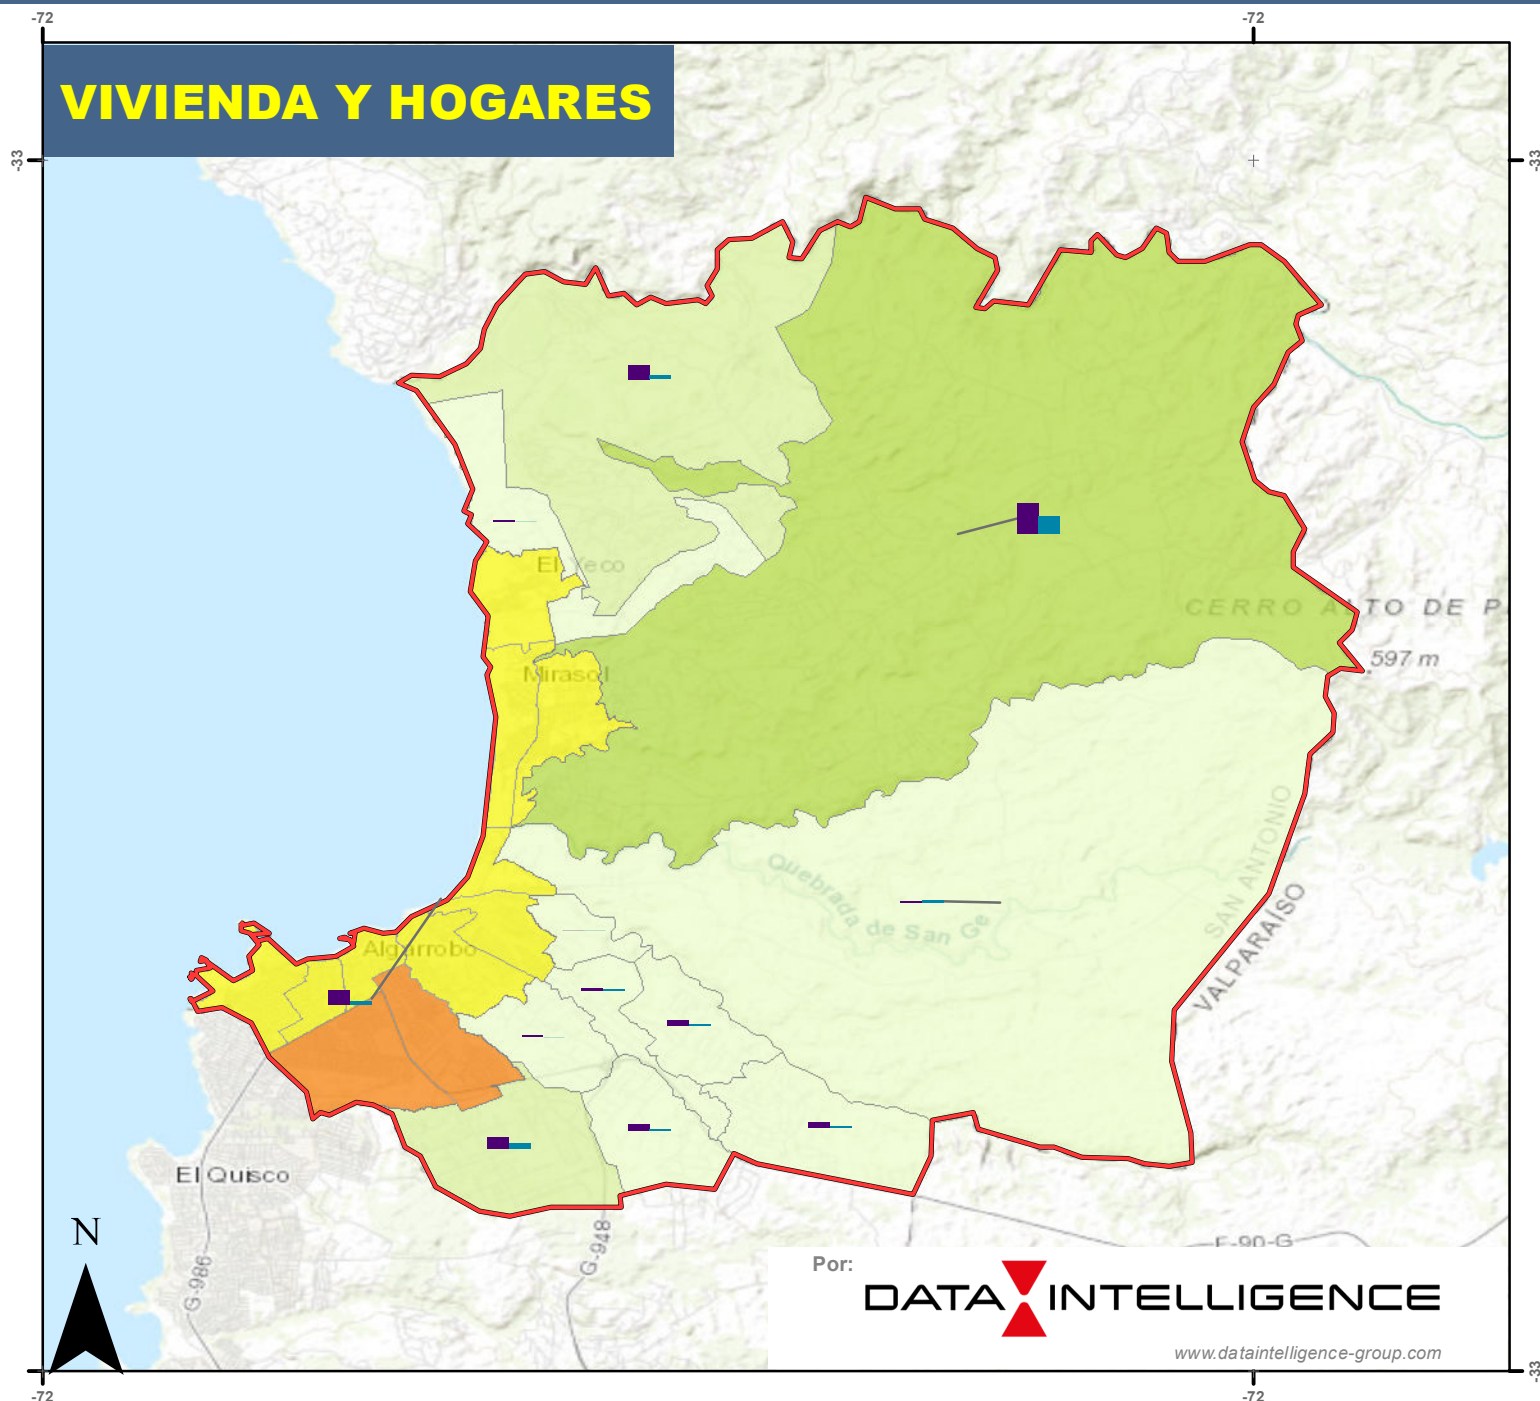 -72
-72
VIVIENDA Y HOGARES
-33
-33
El Yeco
CERRO ALTO DE P
Mirasol
597 m
Quebrada de San Ge
SAN ANTONIO
VALPARAÍSO
Algarrobo
El Quisco
N
G-986
G-948
F-90-G
Por:
DATA INTELLIGENCE
www.dataintelligence-group.com
-33
-72
-72